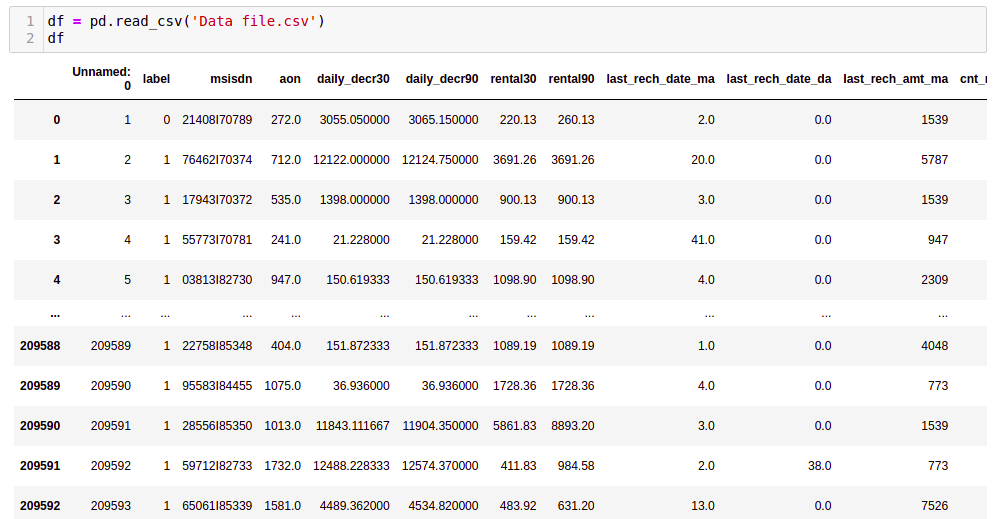 1 df = pd.read_csv('Data file.csv')
2 df
Unnamed: 0 label msisdn aon daily_decr30 daily_decr90 rental30 rental90 last_rech_date_ma last_rech_date_da last_rech_amt_ma
0 1 0 21408I70789 272.0 3055.050000 3065.150000 220.13 260.13 2.0 0.0 1539
1 2 1 76462I70374 712.0 12122.000000 12124.750000 3691.26 3691.26 20.0 0.0 5787
2 3 1 17943I70372 535.0 1398.000000 1398.000000 900.13 900.13 3.0 0.0 1539
3 4 1 55773I70781 241.0 21.228000 21.228000 159.42 159.42 41.0 0.0 947
4 5 1 03813I82730 947.0 150.619333 150.619333 1098.90 1098.90 4.0 0.0 2309
... ... ... ... ... ... ... ... ... ... ... ...
209588 209589 1 22758I85348 404.0 151.872333 151.872333 1089.19 1089.19 1.0 0.0 4048
209589 209590 1 95583I84455 1075.0 36.936000 36.936000 1728.36 1728.36 4.0 0.0 773
209590 209591 1 28556I85350 1013.0 11843.111667 11904.350000 5861.83 8893.20 3.0 0.0 1539
209591 209592 1 59712I82733 1732.0 12488.228333 12574.370000 411.83 984.58 2.0 38.0 773
209592 209593 1 65061I85339 1581.0 4489.362000 4534.820000 483.92 631.20 13.0 0.0 7526